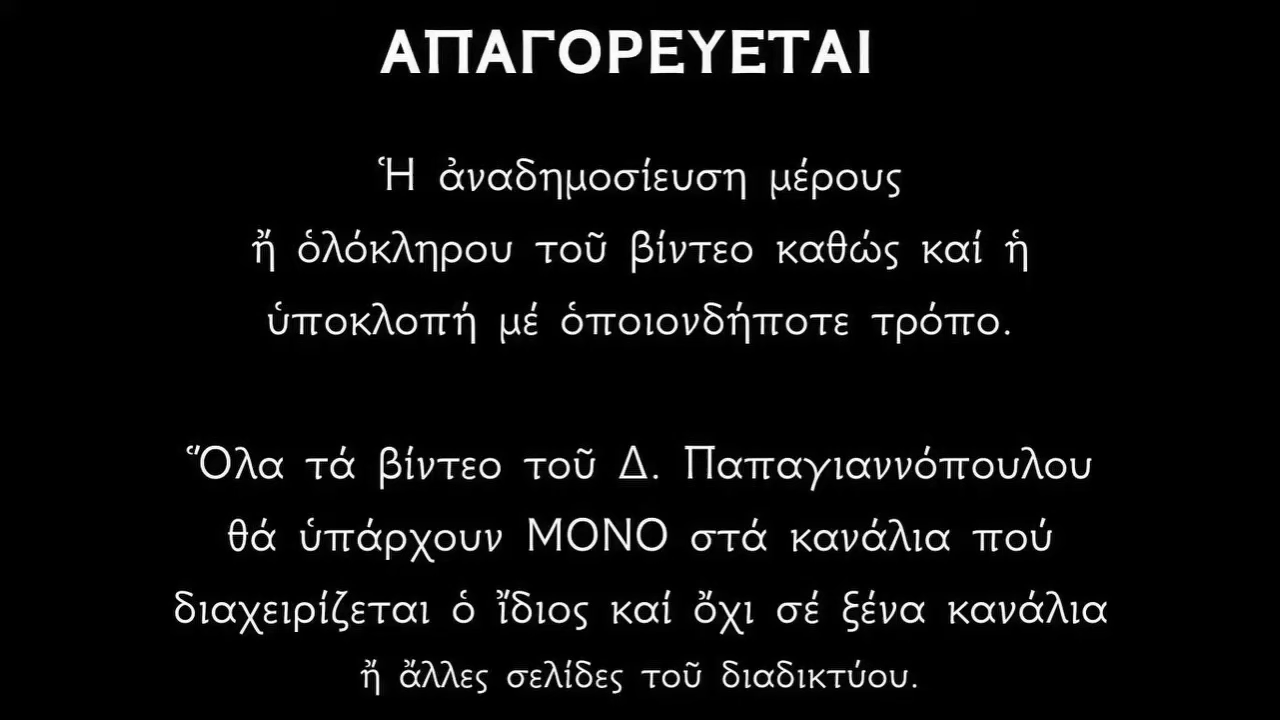 ΑΠΑΓΟΡΕΥΕΤΑΙ
Ἡ ἀναδημοσίευση μέρους
ἤ ὁλόκληρου τοῦ βίντεο καθώς καί ἡ
ὑποκλοπή μέ ὁποιονδήποτε τρόπο.
Ὅλα τά βίντεο τοῦ Δ. Παπαγιαννόπουλου
θά ὑπάρχουν ΜΟΝΟ στά κανάλια πού
διαχειρίζεται ὁ ἴδιος καί ὄχι σέ ξένα κανάλια
ἤ ἄλλες σελίδες τοῦ διαδικτύου.